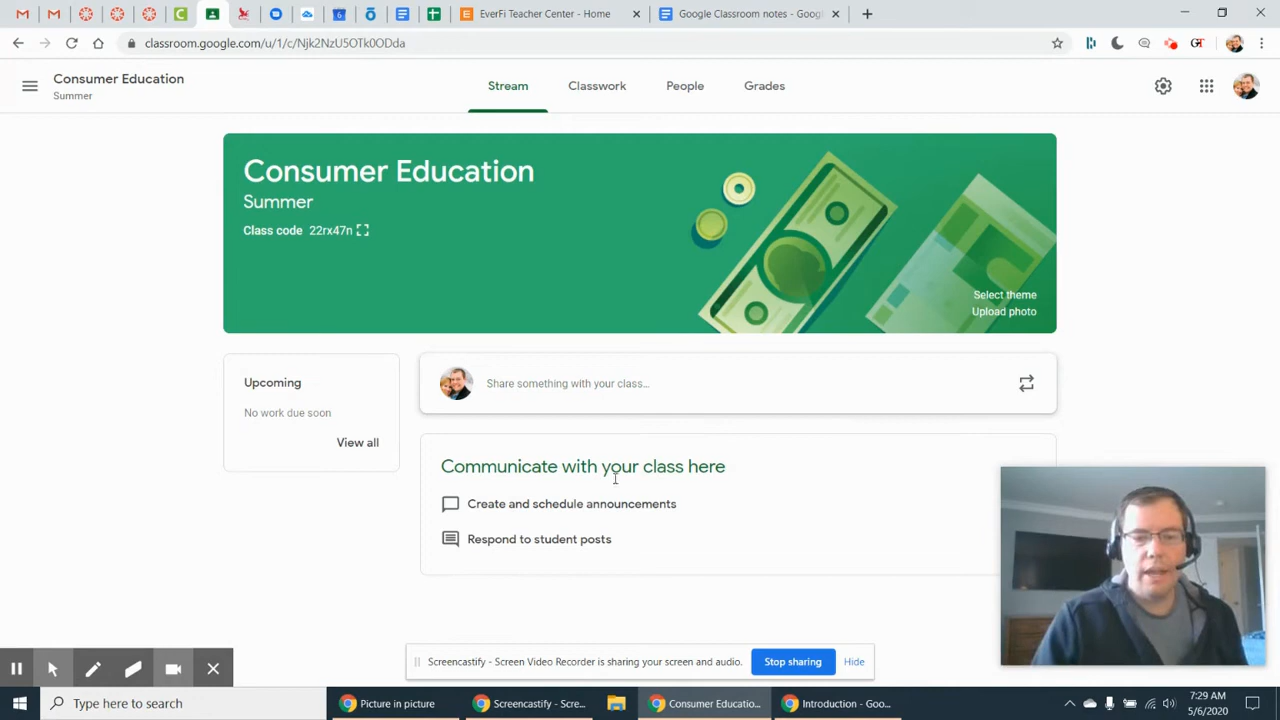 EverFi Teacher Center - Home
Google Classroom notes - Googl
classroom.google.com/u/1/c/Njk2NzU5OTk0ODda
Consumer Education
Summer
Stream
Classwork
People
Grades
Consumer Education
Summer
Class code 22rx47n
Select theme
Upload photo
Upcoming
No work due soon
View all
Share something with your class...
Communicate with your class here
Create and schedule announcements
Respond to student posts
Screencastify - Screen Video Recorder is sharing your screen and audio.
Stop sharing
Hide
Type here to search
Picture in picture
Screencastify - Scre...
Consumer Educatio...
Introduction - Goo...
7:29 AM
5/6/2020